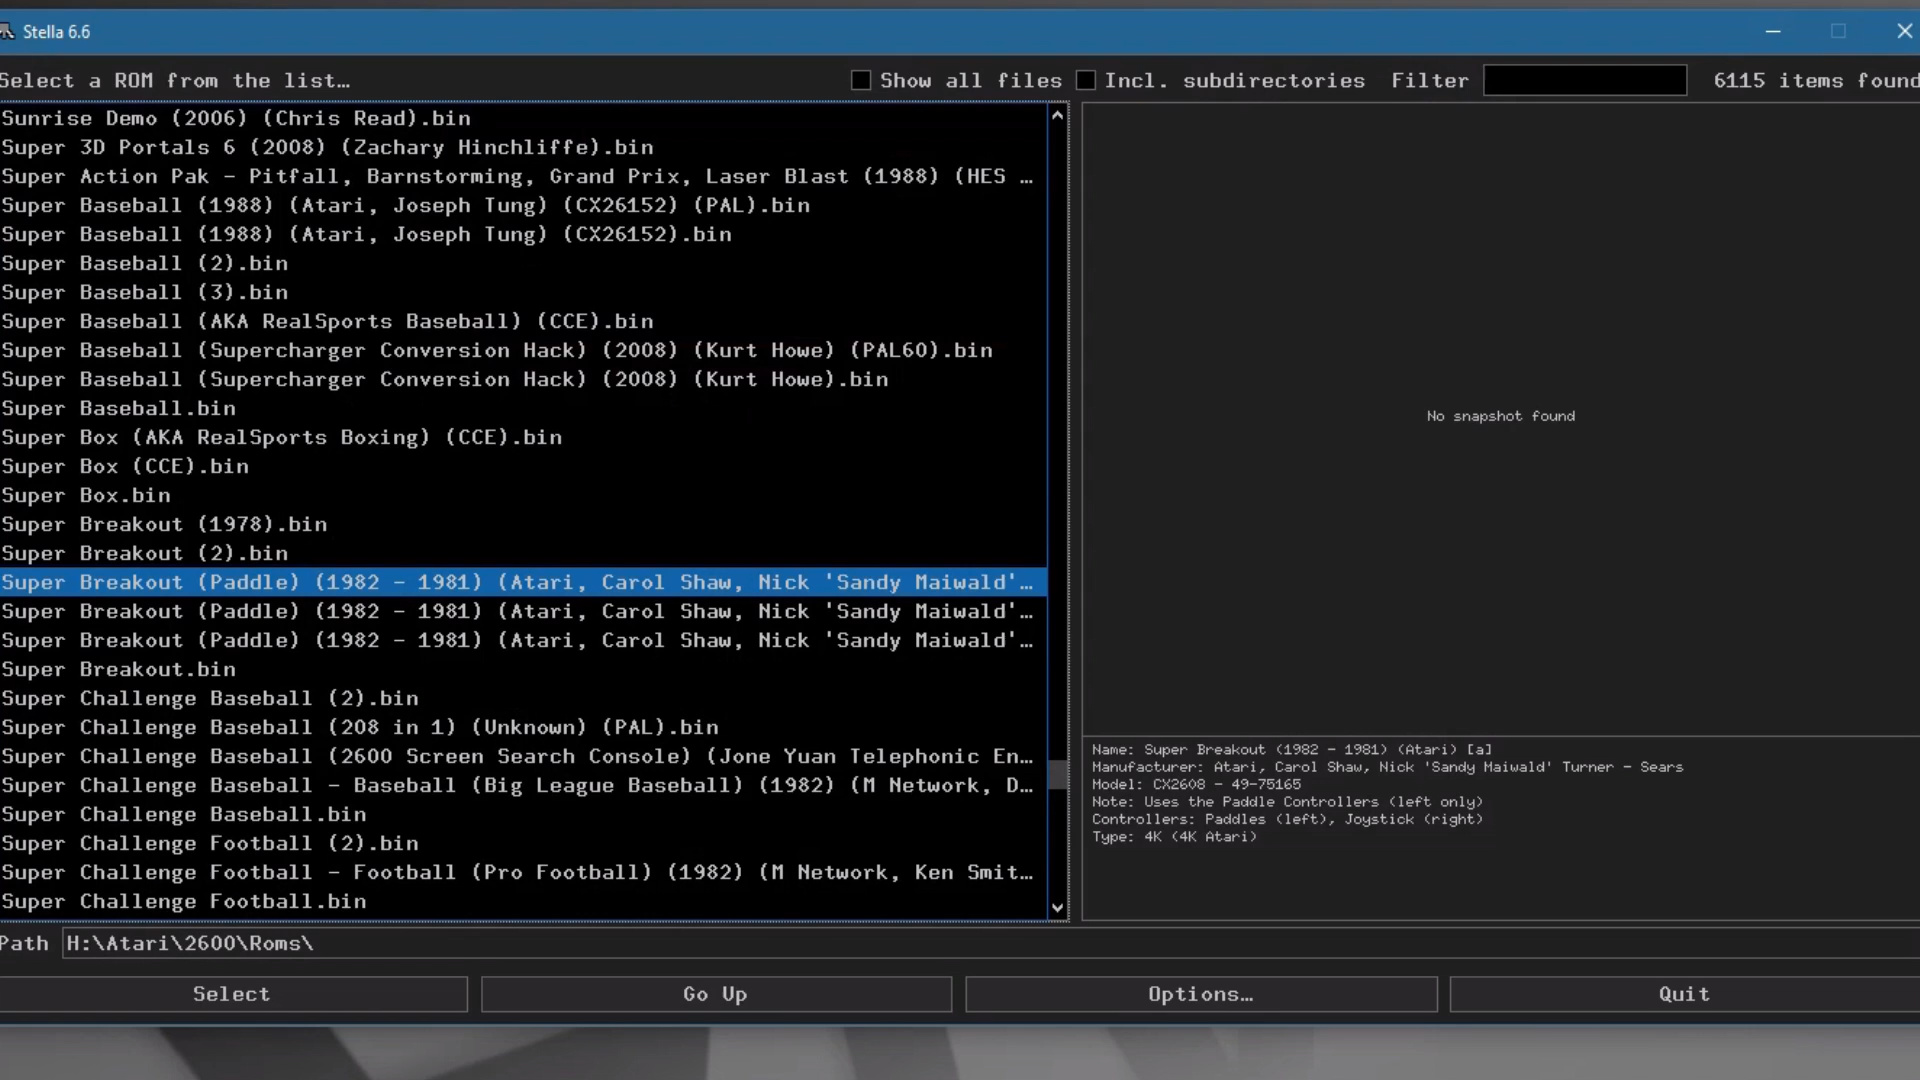 Stella 6.6
Select a ROM from the list…
Show all files
Incl. subdirectories
Filter
6115 items found
Sunrise Demo (2006) (Chris Read).bin
Super 3D Portals 6 (2008) (Zachary Hinchliffe).bin
Super Action Pak - Pitfall, Barnstorming, Grand Prix, Laser Blast (1988) (HES …
Super Baseball (1988) (Atari, Joseph Tung) (CX26152) (PAL).bin
Super Baseball (1988) (Atari, Joseph Tung) (CX26152).bin
Super Baseball (2).bin
Super Baseball (3).bin
Super Baseball (AKA RealSports Baseball) (CCE).bin
Super Baseball (Supercharger Conversion Hack) (2008) (Kurt Howe) (PAL60).bin
Super Baseball (Supercharger Conversion Hack) (2008) (Kurt Howe).bin
Super Baseball.bin
Super Box (AKA RealSports Boxing) (CCE).bin
Super Box (CCE).bin
Super Box.bin
Super Breakout (1978).bin
Super Breakout (2).bin
Super Breakout (Paddle) (1982 - 1981) (Atari, Carol Shaw, Nick 'Sandy Maiwald'…
Super Breakout (Paddle) (1982 - 1981) (Atari, Carol Shaw, Nick 'Sandy Maiwald'…
Super Breakout (Paddle) (1982 - 1981) (Atari, Carol Shaw, Nick 'Sandy Maiwald'…
Super Breakout.bin
Super Challenge Baseball (2).bin
Super Challenge Baseball (208 in 1) (Unknown) (PAL).bin
Super Challenge Baseball (2600 Screen Search Console) (Jone Yuan Telephonic En…
Super Challenge Baseball - Baseball (Big League Baseball) (1982) (M Network, D…
Super Challenge Baseball.bin
Super Challenge Football (2).bin
Super Challenge Football - Football (Pro Football) (1982) (M Network, Ken Smit…
Super Challenge Football.bin
No snapshot found
Name: Super Breakout (1982 - 1981) (Atari) [a]
Manufacturer: Atari, Carol Shaw, Nick 'Sandy Maiwald' Turner - Sears
Model: CX2608 - 49-75165
Note: Uses the Paddle Controllers (left only)
Controllers: Paddles (left), Joystick (right)
Type: 4K (4K Atari)
Path H:\Atari\2600\Roms\
Select
Go Up
Options…
Quit